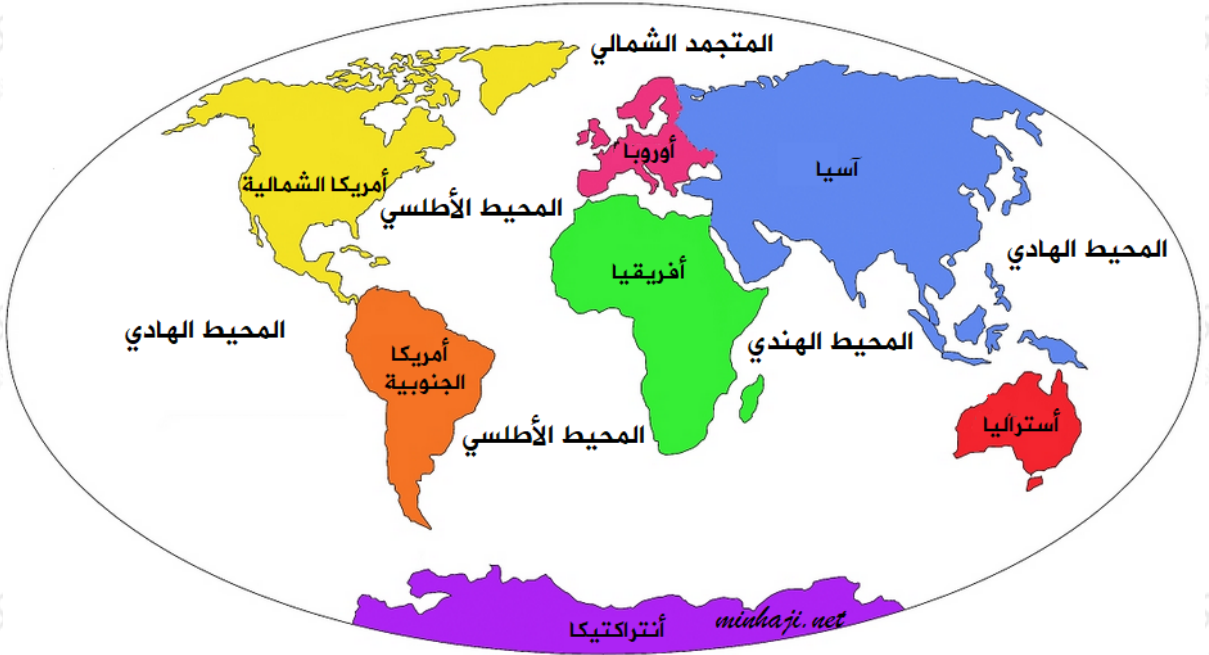 المتجمد الشمالي
أوروبا
آسيا
أمريكا الشمالية
المحيط الأطلسي
المحيط الهادي
أفريقيا
المحيط الهادي
المحيط الهندي
أمريكا
الجنوبية
أستراليا
المحيط الأطلسي
minhaji.net
أنتراكتيكا